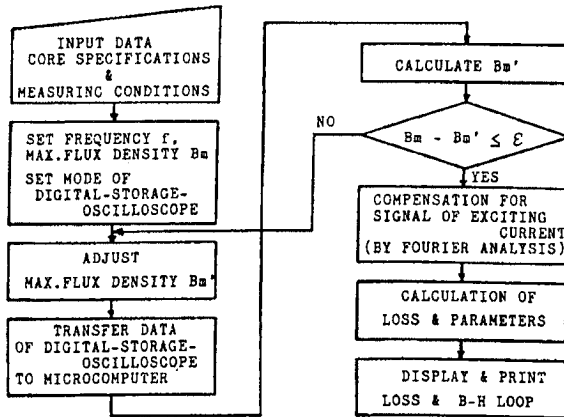 INPUT DATA
CORE SPECIFICATIONS
&
MEASURING CONDITIONS
SET FREQUENCY f,
MAX.FLUX DENSITY Bm
SET MODE OF
DIGITAL-STORAGE-
OSCILLOSCOPE
ADJUST
MAX.FLUX DENSITY Bm'
TRANSFER DATA
OF DIGITAL-STORAGE-
OSCILLOSCOPE
TO MICROCOMPUTER
CALCULATE Bm'
NO
Bm - Bm' ≤ ε
YES
COMPENSATION FOR
SIGNAL OF EXCITING
CURRENT
(BY FOURIER ANALYSIS)
CALCULATION OF
LOSS & PARAMETERS
DISPLAY & PRINT
LOSS & B-H LOOP